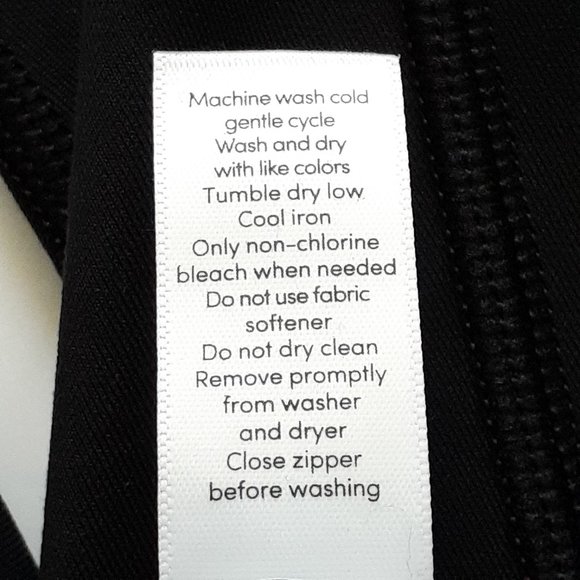 Machine wash cold
gentle cycle
Wash and dry
with like colors
Tumble dry low
Cool iron
Only non-chlorine
bleach when needed
Do not use fabric
softener
Do not dry clean
Remove promptly
from washer
and dryer
Close zipper
before washing